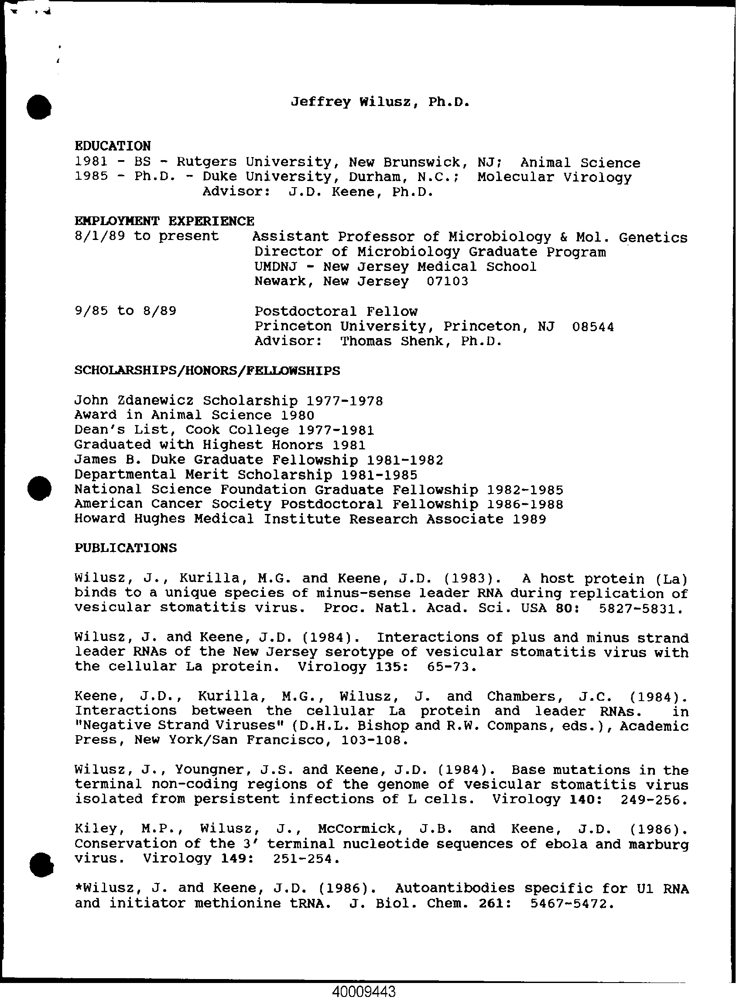 Jeffrey Wilusz, Ph.D.
EDUCATION
1981 - BS - Rutgers University, New Brunswick, NJ; Animal Science
1985 - Ph.D. - Duke University, Durham, N.C.; Molecular Virology
Advisor: J.D. Keene, Ph.D.
EMPLOYMENT EXPERIENCE
8/1/89 to present Assistant Professor of Microbiology & Mol. Genetics
Director of Microbiology Graduate Program
UMDNJ - New Jersey Medical School
Newark, New Jersey 07103
9/85 to 8/89 Postdoctoral Fellow
Princeton University, Princeton, NJ 08544
Advisor: Thomas Shenk, Ph.D.
SCHOLARSHIPS/HONORS/FELLOWSHIPS
John Zdanewicz Scholarship 1977-1978
Award in Animal Science 1980
Dean's List, Cook College 1977-1981
Graduated with Highest Honors 1981
James B. Duke Graduate Fellowship 1981-1982
Departmental Merit Scholarship 1981-1985
National Science Foundation Graduate Fellowship 1982-1985
American Cancer Society Postdoctoral Fellowship 1986-1988
Howard Hughes Medical Institute Research Associate 1989
PUBLICATIONS
Wilusz, J., Kurilla, M.G. and Keene, J.D. (1983). A host protein (La)
binds to a unique species of minus-sense leader RNA during replication of
vesicular stomatitis virus. Proc. Natl. Acad. Sci. USA 80: 5827-5831.
Wilusz, J. and Keene, J.D. (1984). Interactions of plus and minus strand
leader RNAs of the New Jersey serotype of vesicular stomatitis virus with
the cellular La protein. Virology 135: 65-73.
Keene, J.D., Kurilla, M.G., Wilusz, J. and Chambers, J.C. (1984).
Interactions between the cellular La protein and leader RNAs. in
"Negative Strand Viruses" (D.H.L. Bishop and R.W. Compans, eds.), Academic
Press, New York/San Francisco, 103-108.
Wilusz, J., Youngner, J.S. and Keene, J.D. (1984). Base mutations in the
terminal non-coding regions of the genome of vesicular stomatitis virus
isolated from persistent infections of L cells. Virology 140: 249-256.
Kiley, M.P., Wilusz, J., McCormick, J.B. and Keene, J.D. (1986).
Conservation of the 3' terminal nucleotide sequences of ebola and marburg
virus. Virology 149: 251-254.
*Wilusz, J. and Keene, J.D. (1986). Autoantibodies specific for U1 RNA
and initiator methionine tRNA. J. Biol. Chem. 261: 5467-5472.
40009443